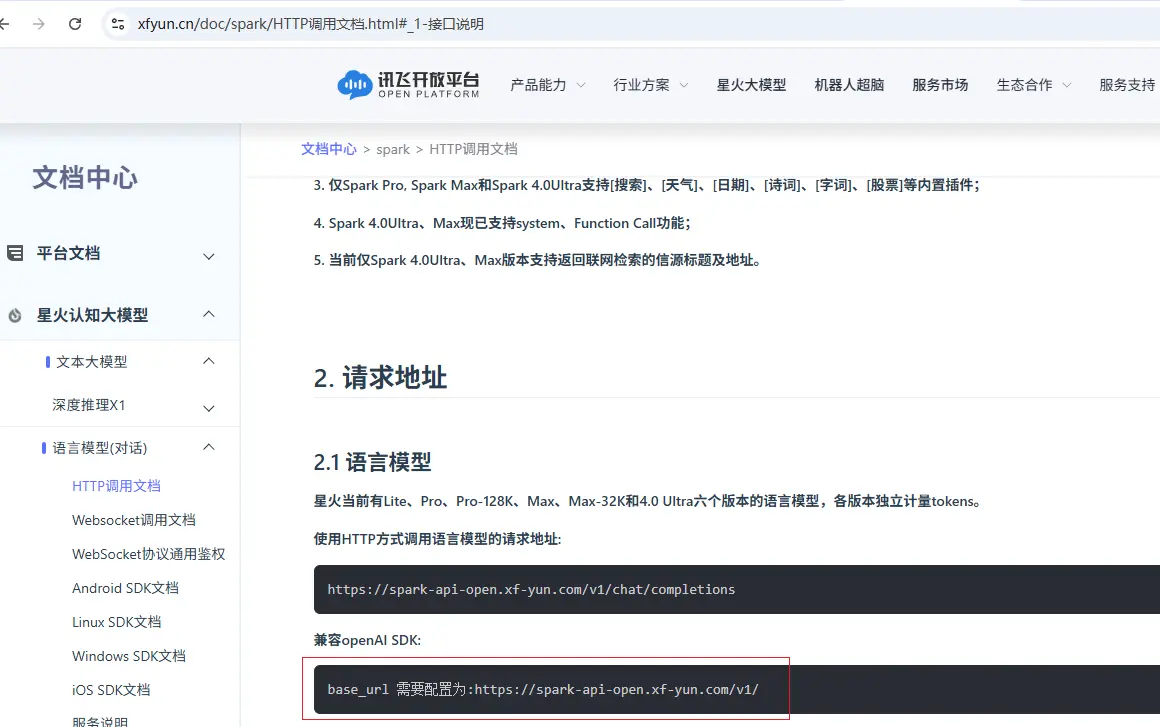 xfyun.cn/doc/spark/HTTP调用文档.html#_1-接口说明
讯飞开放平台
OPEN PLATFORM
产品能力 行业方案 星火大模型 机器人超脑 服务市场 生态合作 服务支持
文档中心
平台文档
星火认知大模型
文本大模型
深度推理X1
语言模型(对话)
HTTP调用文档
Websocket调用文档
WebSocket协议通用鉴权
Android SDK文档
Linux SDK文档
Windows SDK文档
iOS SDK文档
服务说明
文档中心 > spark > HTTP调用文档
3. 仅Spark Pro, Spark Max和Spark 4.0Ultra支持[搜索]、[天气]、[日期]、[诗词]、[字词]、[股票]等内置插件；
4. Spark 4.0Ultra、Max现已支持system、Function Call功能；
5. 当前仅Spark 4.0Ultra、Max版本支持返回联网检索的信源标题及地址。
2. 请求地址
2.1 语言模型
星火当前有Lite、Pro、Pro-128K、Max、Max-32K和4.0 Ultra六个版本的语言模型，各版本独立计量tokens。
使用HTTP方式调用语言模型的请求地址:
https://spark-api-open.xf-yun.com/v1/chat/completions
兼容openAI SDK:
base_url 需要配置为:https://spark-api-open.xf-yun.com/v1/